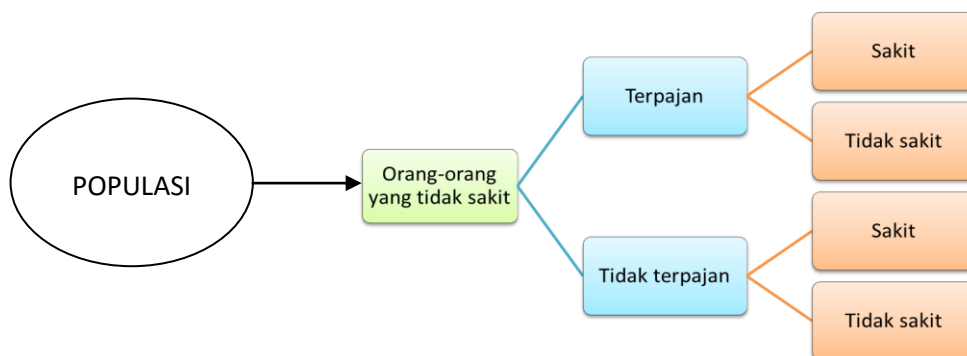 POPULASI
Orang-orang
yang tidak sakit
Terpajan
Tidak terpajan
Sakit
Tidak sakit
Sakit
Tidak sakit